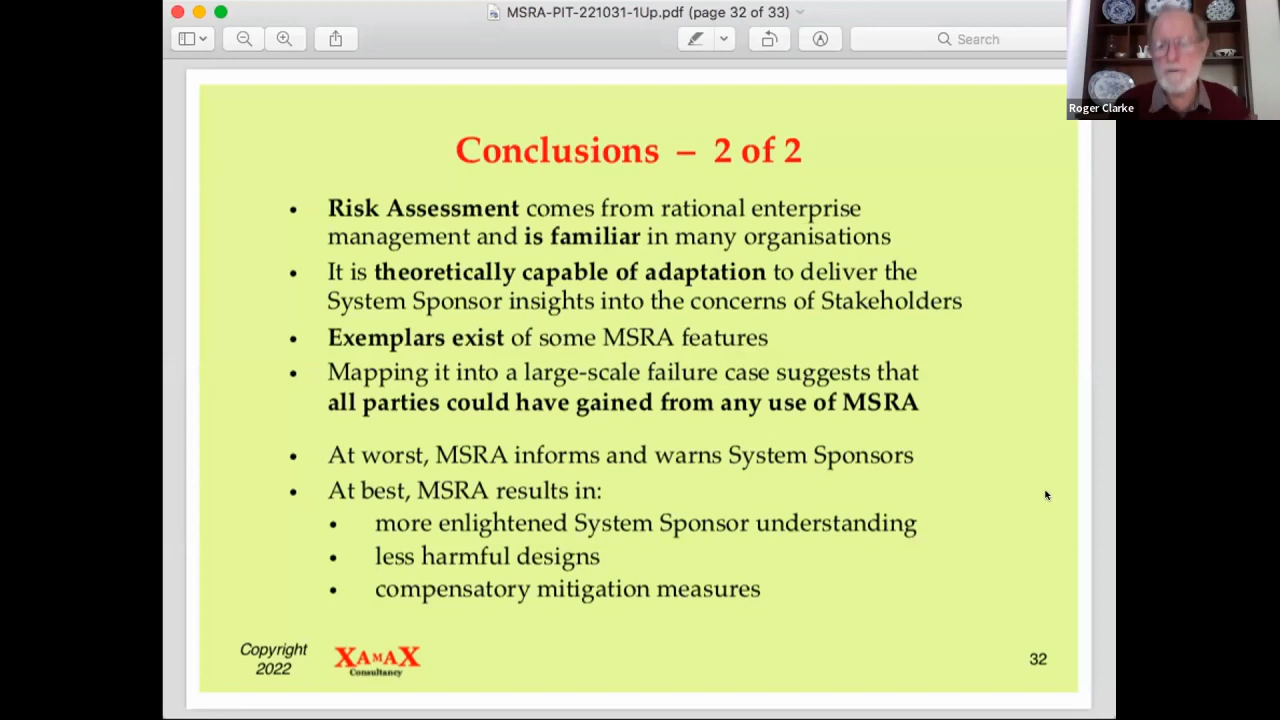 MSRA-PIT-221031-1Up.pdf (page 32 of 33)
Search
Roger Clarke
Conclusions – 2 of 2
• Risk Assessment comes from rational enterprise
management and is familiar in many organisations
• It is theoretically capable of adaptation to deliver the
System Sponsor insights into the concerns of Stakeholders
• Exemplars exist of some MSRA features
• Mapping it into a large-scale failure case suggests that
all parties could have gained from any use of MSRA
• At worst, MSRA informs and warns System Sponsors
• At best, MSRA results in:
• more enlightened System Sponsor understanding
• less harmful designs
• compensatory mitigation measures
Copyright
2022
XAMAX
Consultancy
32